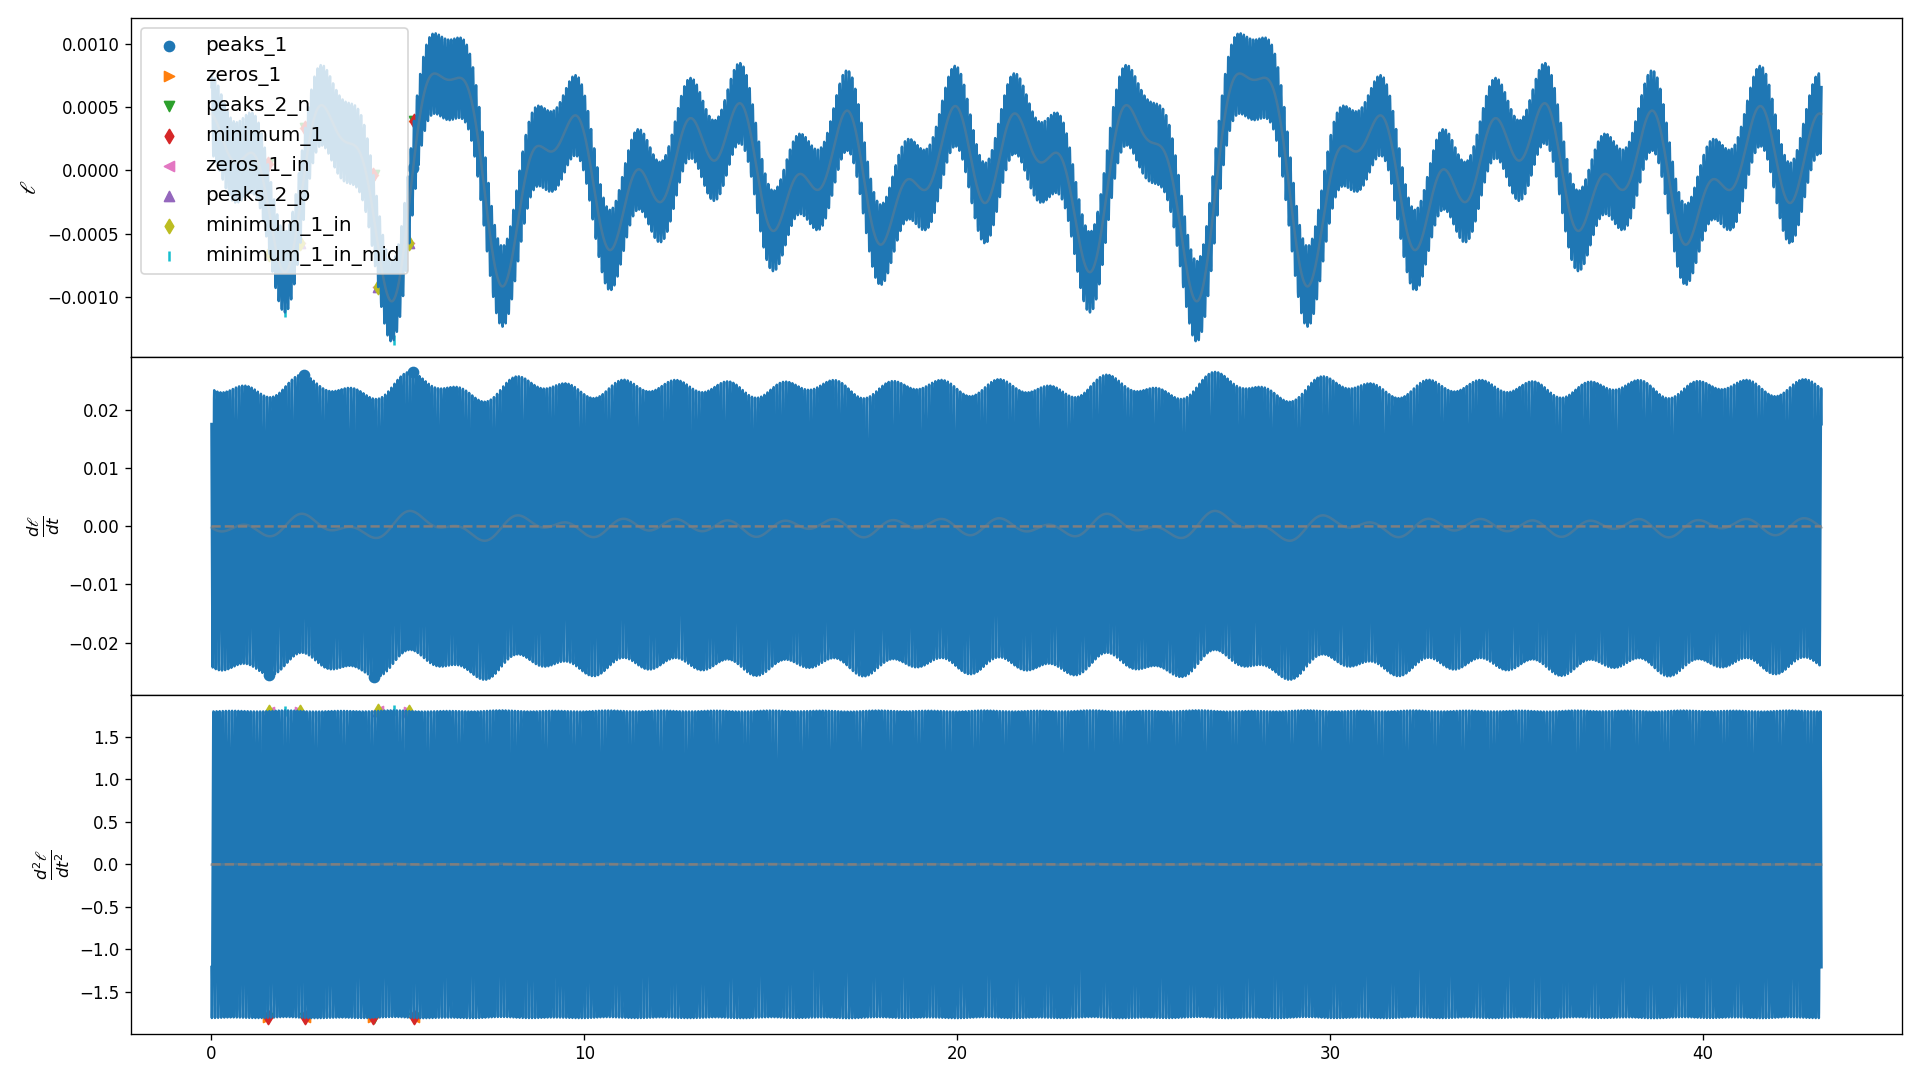 peaks_1
zeros_1
peaks_2_n
minimum_1
zeros_1_in
peaks_2_p
minimum_1_in
minimum_1_in_mid
0.0010
0.0005
0.0000
−0.0005
−0.0010
ℓ
0.02
0.01
0.00
−0.01
−0.02
dℓ/dt
1.5
1.0
0.5
0.0
−0.5
−1.0
−1.5
d²ℓ/dt²
0 10 20 30 40